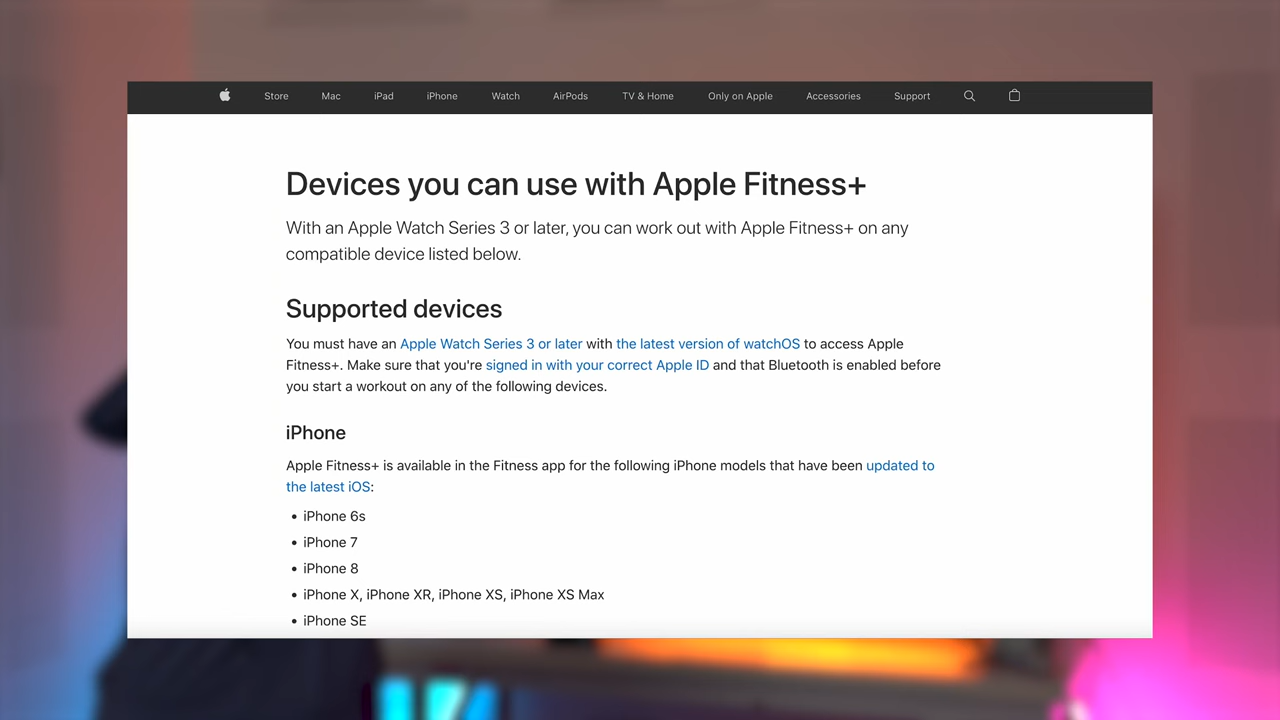 Store Mac iPad iPhone Watch AirPods TV & Home Only on Apple Accessories Support
Devices you can use with Apple Fitness+
With an Apple Watch Series 3 or later, you can work out with Apple Fitness+ on any
compatible device listed below.
Supported devices
You must have an Apple Watch Series 3 or later with the latest version of watchOS to access Apple
Fitness+. Make sure that you're signed in with your correct Apple ID and that Bluetooth is enabled before
you start a workout on any of the following devices.
iPhone
Apple Fitness+ is available in the Fitness app for the following iPhone models that have been updated to
the latest iOS:
• iPhone 6s
• iPhone 7
• iPhone 8
• iPhone X, iPhone XR, iPhone XS, iPhone XS Max
• iPhone SE